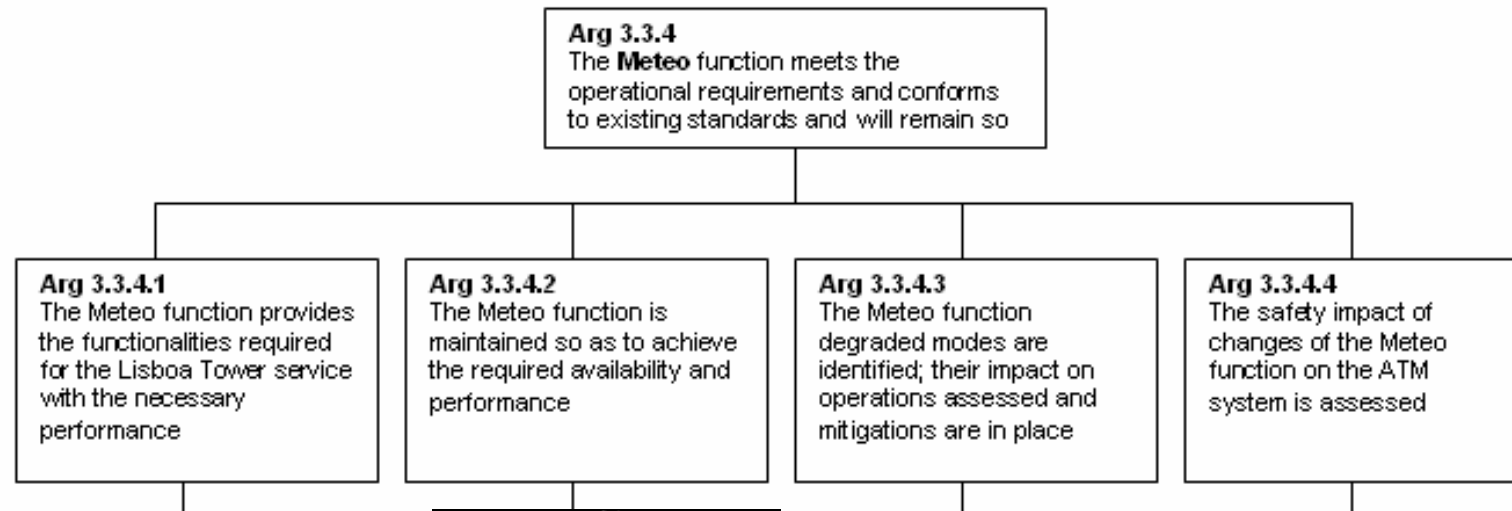 Arg 3.3.4
The Meteo function meets the
operational requirements and conforms
to existing standards and will remain so
Arg 3.3.4.1
The Meteo function provides
the functionalities required
for the Lisboa Tower service
with the necessary
performance
Arg 3.3.4.2
The Meteo function is
maintained so as to achieve
the required availability and
performance
Arg 3.3.4.3
The Meteo function
degraded modes are
identified; their impact on
operations assessed and
mitigations are in place
Arg 3.3.4.4
The safety impact of
changes of the Meteo
function on the ATM
system is assessed